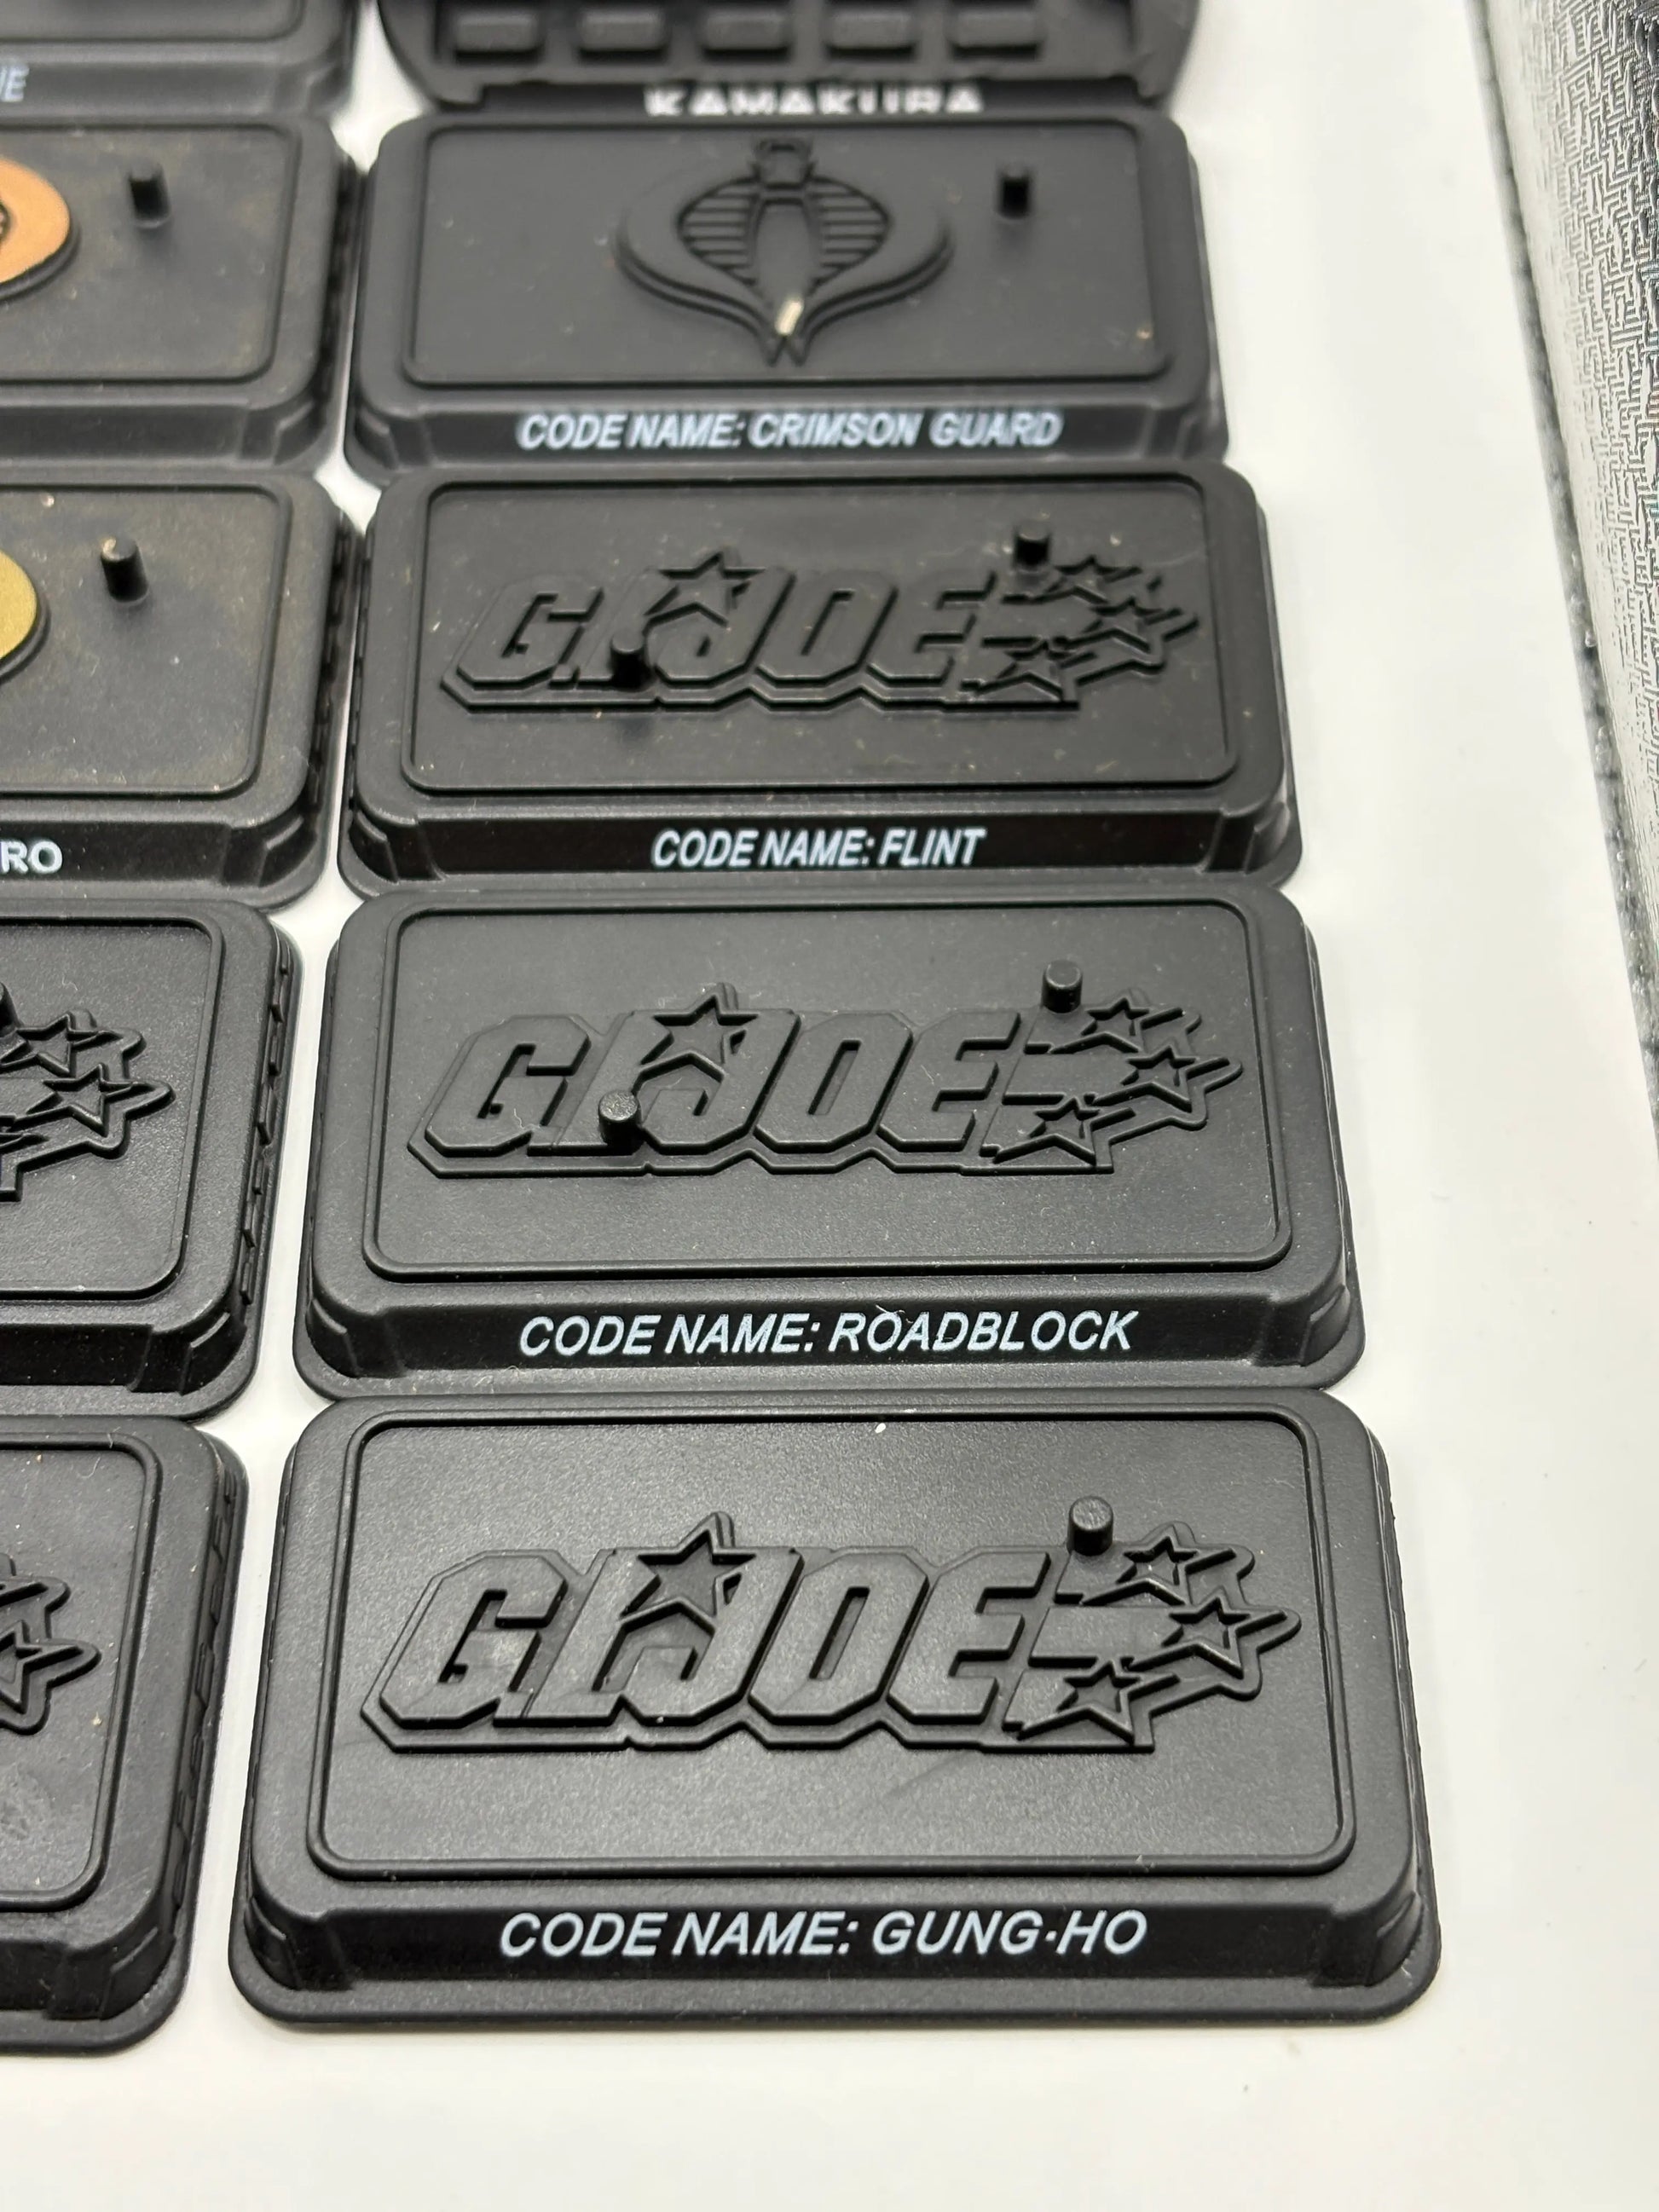 IE
KAMAKURA
CODE NAME: CRIMSON GUARD
G.I.JOE
CODE NAME: FLINT
RO
G.I.JOE
CODE NAME: ROADBLOCK
G.I.JOE
CODE NAME: GUNG-HO